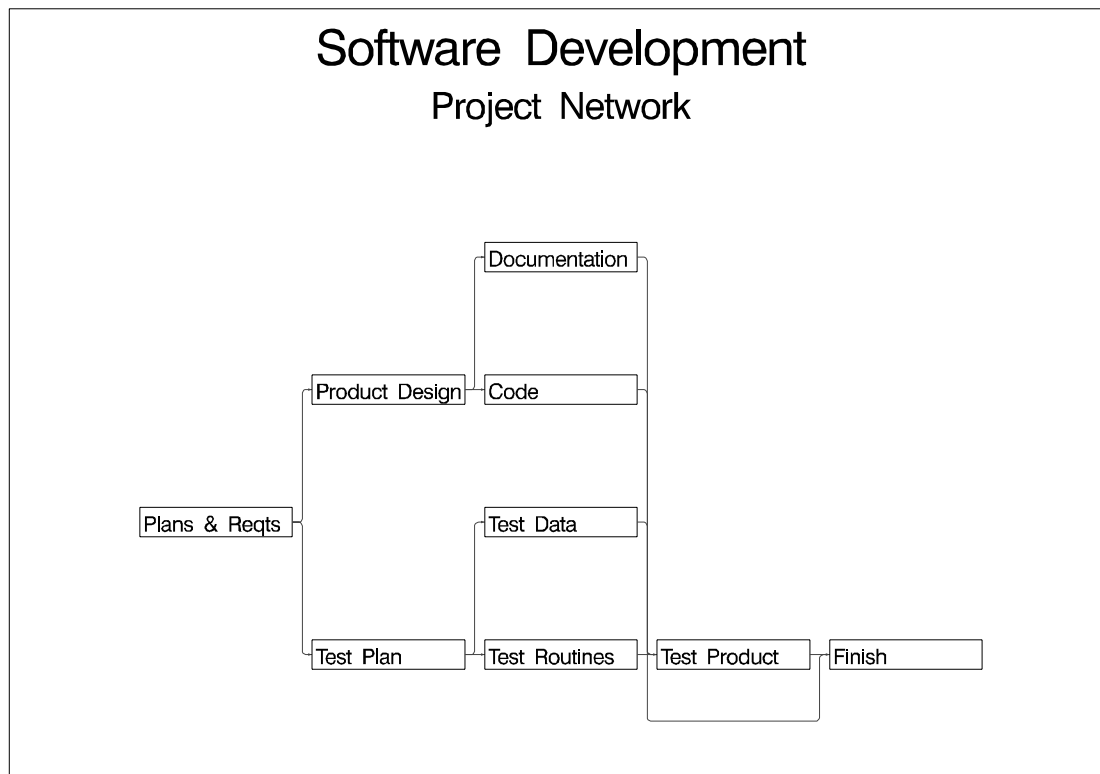 Software Development
Project Network
Documentation
Product Design
Code
Plans & Reqts
Test Data
Test Plan
Test Routines
Test Product
Finish